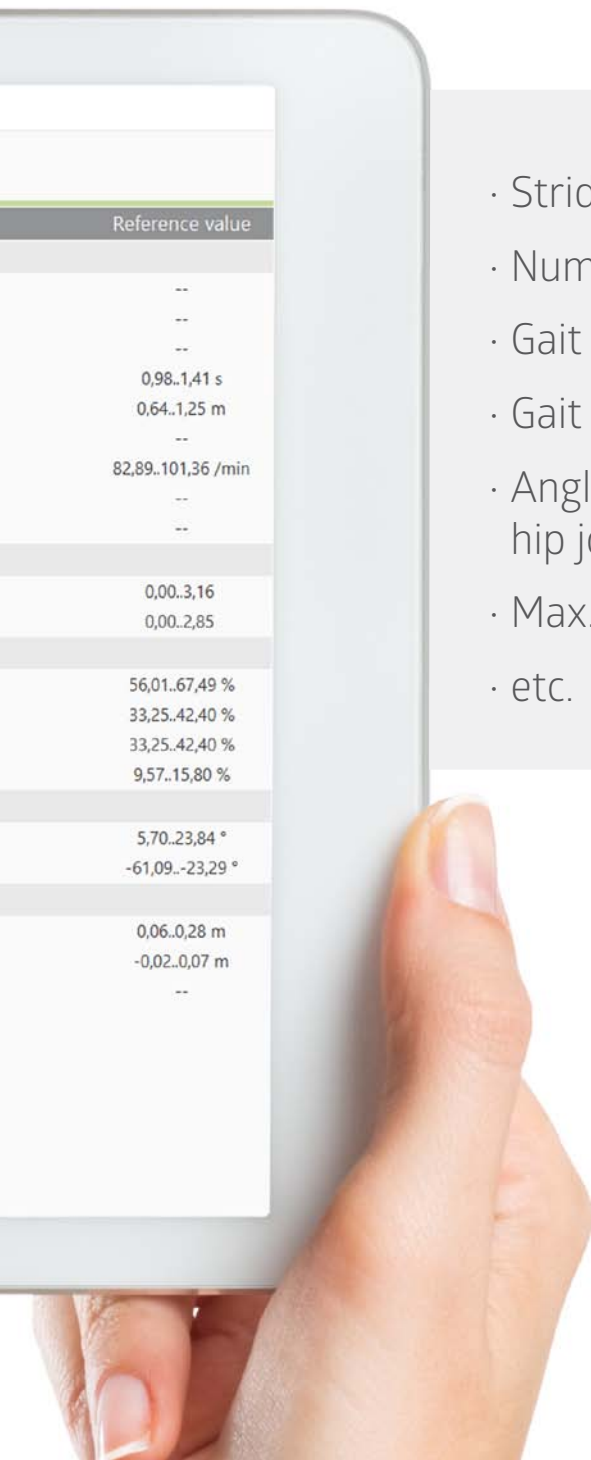 Reference value
--
--
--
0,98..1,41 s
0,64..1,25 m
--
82,89..101,36 /min
--
--
0,00..3,16
0,00..2,85
56,01..67,49 %
33,25..42,40 %
33,25..42,40 %
9,57..15,80 %
5,70..23,84 °
-61,09..-23,29 °
0,06..0,28 m
-0,02..0,07 m
--
· Strid
· Num
· Gait
· Gait
· Angl
hip jo
· Max.
· etc.